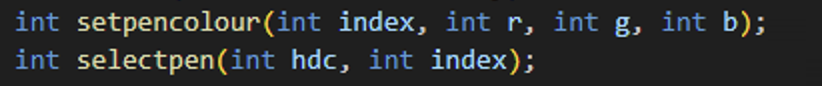 int setpencolour(int index, int r, int g, int b);
int selectpen(int hdc, int index);